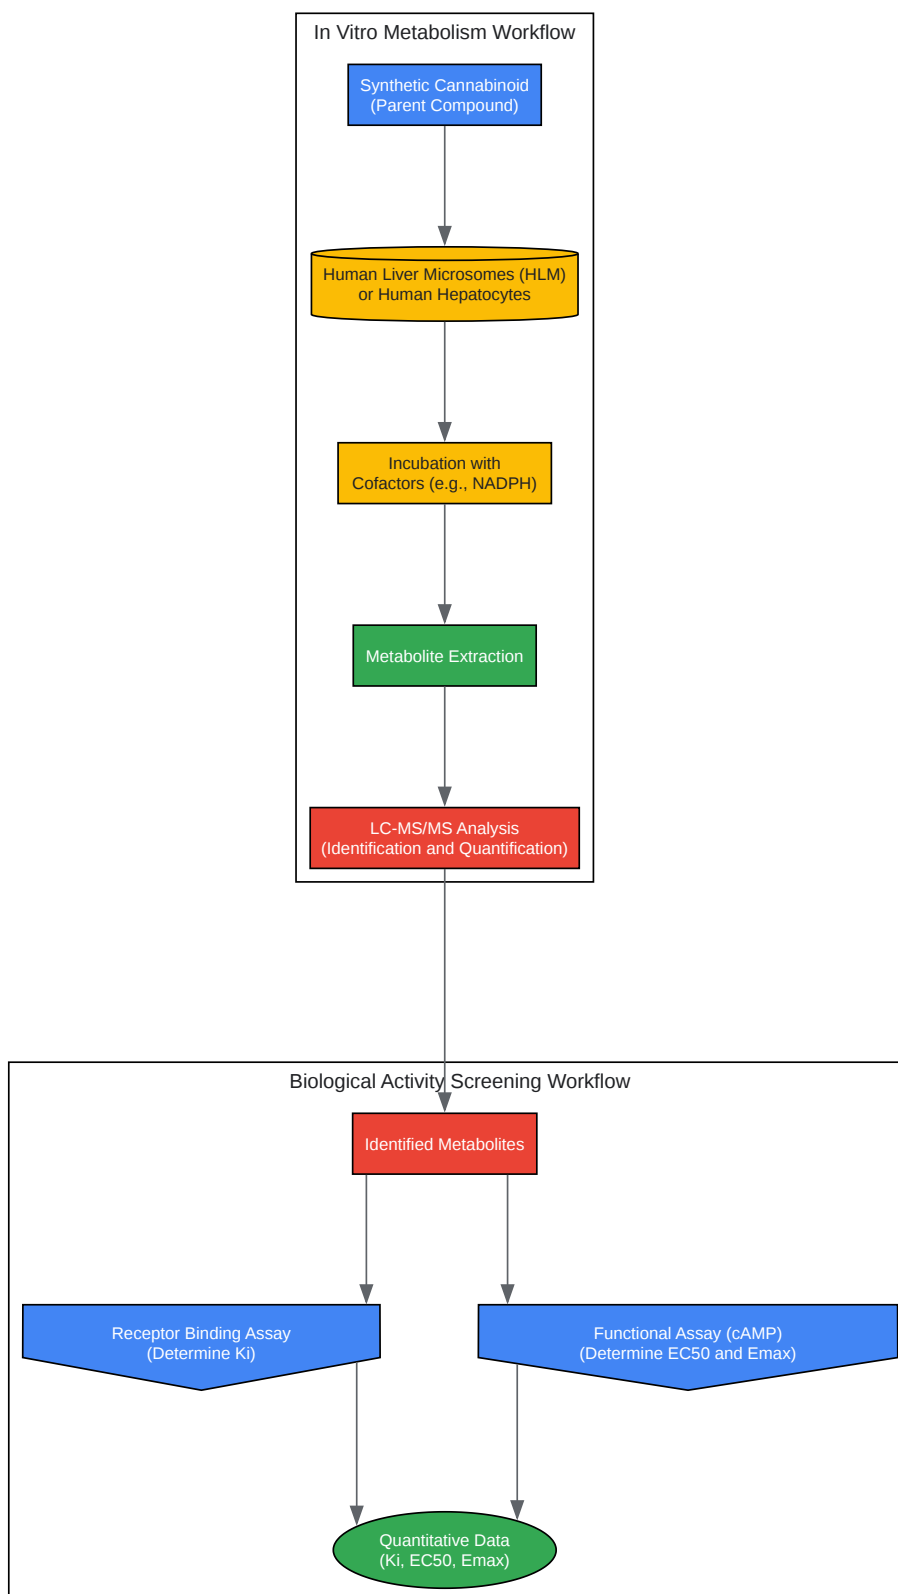 In Vitro Metabolism Workflow
Synthetic Cannabinoid
(Parent Compound)
Human Liver Microsomes (HLM)
or Human Hepatocytes
Incubation with
Cofactors (e.g., NADPH)
Metabolite Extraction
LC-MS/MS Analysis
(Identification and Quantification)
Biological Activity Screening Workflow
Identified Metabolites
Receptor Binding Assay
(Determine Ki)
Functional Assay (cAMP)
(Determine EC50 and Emax)
Quantitative Data
(Ki, EC50, Emax)